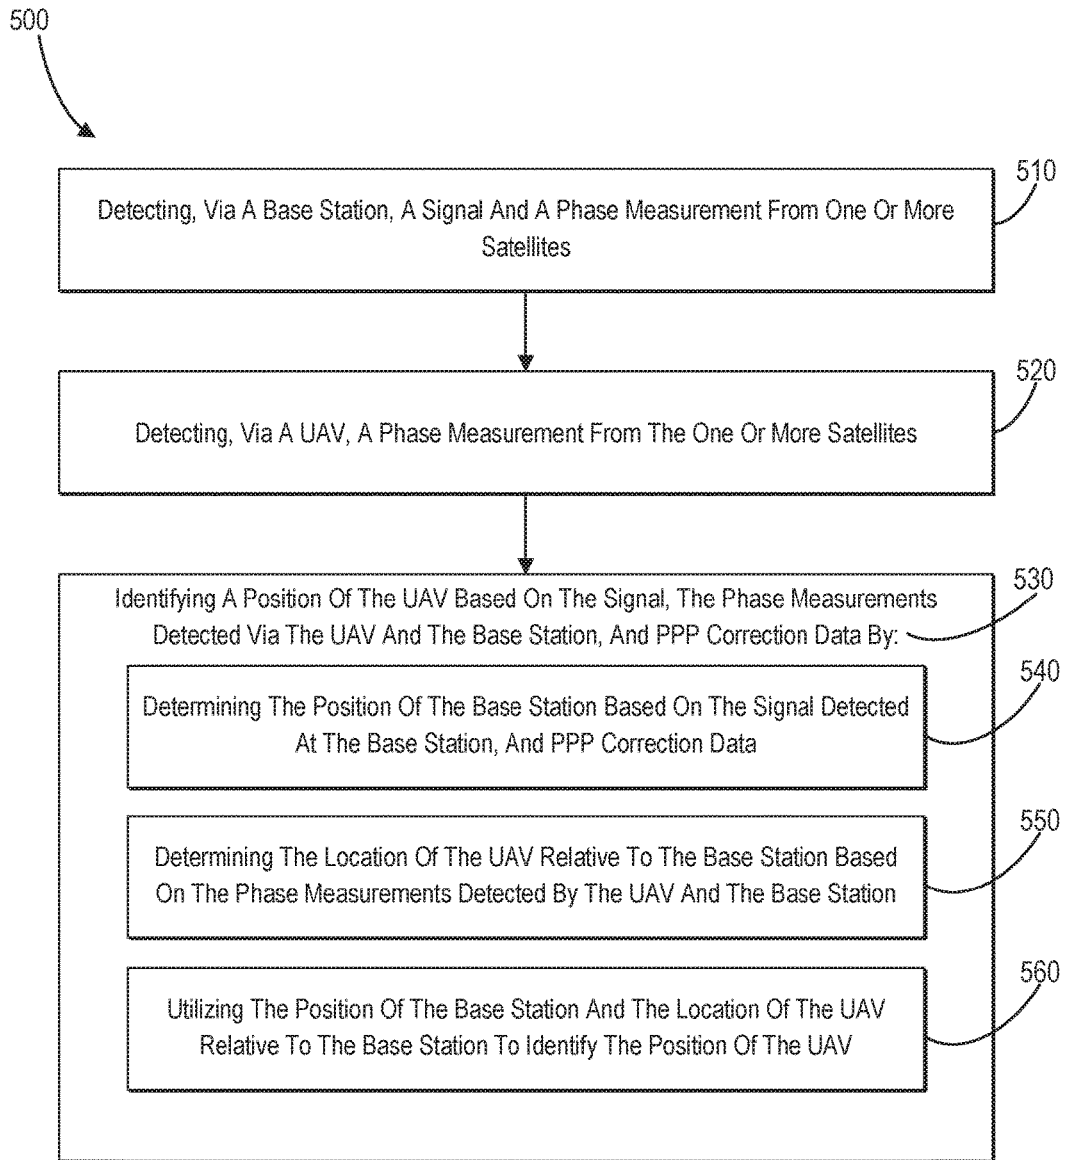 500
510
Detecting, Via A Base Station, A Signal And A Phase Measurement From One Or More
Satellites
520
Detecting, Via A UAV, A Phase Measurement From The One Or More Satellites
530
Identifying A Position Of The UAV Based On The Signal, The Phase Measurements
Detected Via The UAV And The Base Station, And PPP Correction Data By:
540
Determining The Position Of The Base Station Based On The Signal Detected
At The Base Station, And PPP Correction Data
550
Determining The Location Of The UAV Relative To The Base Station Based
On The Phase Measurements Detected By The UAV And The Base Station
560
Utilizing The Position Of The Base Station And The Location Of The UAV
Relative To The Base Station To Identify The Position Of The UAV